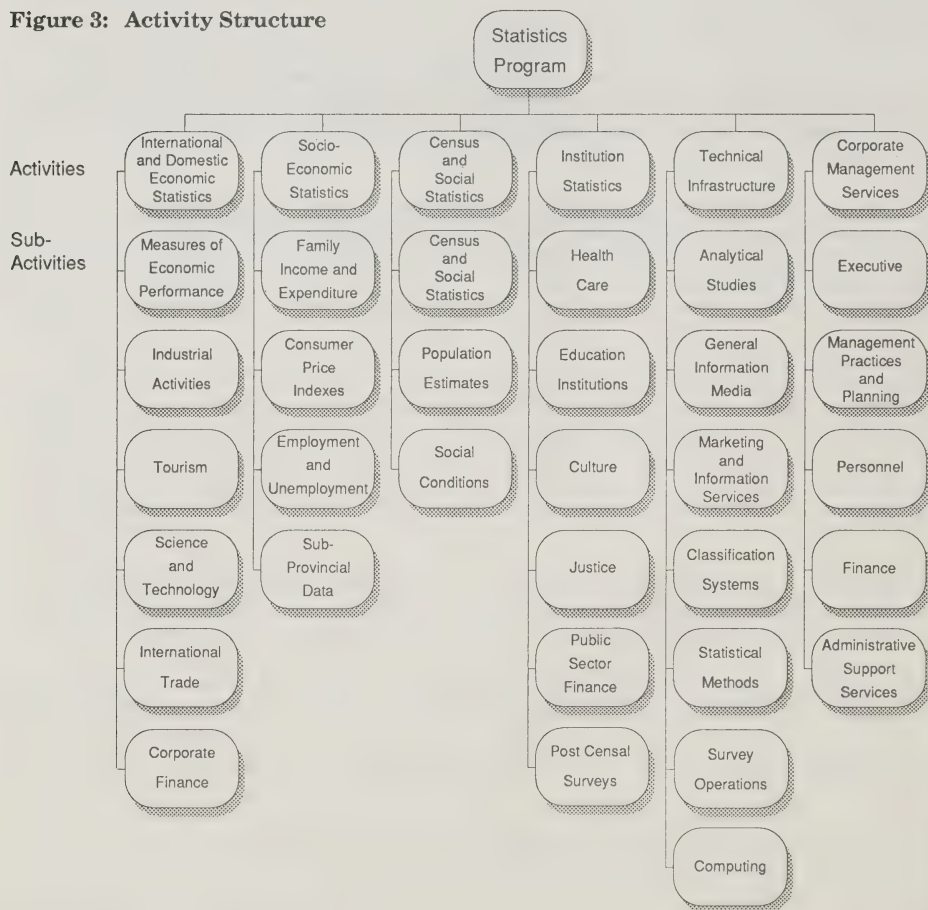 Figure 3: Activity Structure
Statistics
Program
Activities
International
and Domestic
Economic
Statistics
Socio-
Economic
Statistics
Census
and
Social
Statistics
Institution
Statistics
Technical
Infrastructure
Corporate
Management
Services
Sub-
Activities
Measures of
Economic
Performance
Family
Income and
Expenditure
Census
and
Social
Statistics
Health
Care
Analytical
Studies
Executive
Industrial
Activities
Consumer
Price
Indexes
Population
Estimates
Education
Institutions
General
Information
Media
Management
Practices
and
Planning
Tourism
Employment
and
Unemployment
Social
Conditions
Culture
Marketing
and
Information
Services
Personnel
Science
and
Technology
Sub-
Provincial
Data
Justice
Classification
Systems
Finance
International
Trade
Public
Sector
Finance
Statistical
Methods
Administrative
Support
Services
Corporate
Finance
Post Censal
Surveys
Survey
Operations
Computing